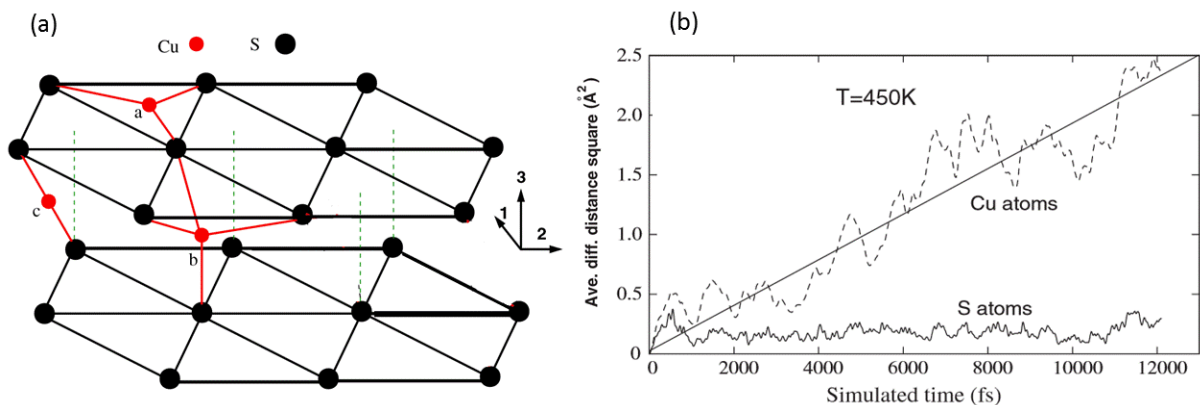 (a)
Cu S
a
c
b
3
1
2
(b)
Ave. diff. distance square (Å²)
2.5
2.0
1.5
1.0
0.5
0
T=450K
Cu atoms
S atoms
0 2000 4000 6000 8000 10000 12000
Simulated time (fs)